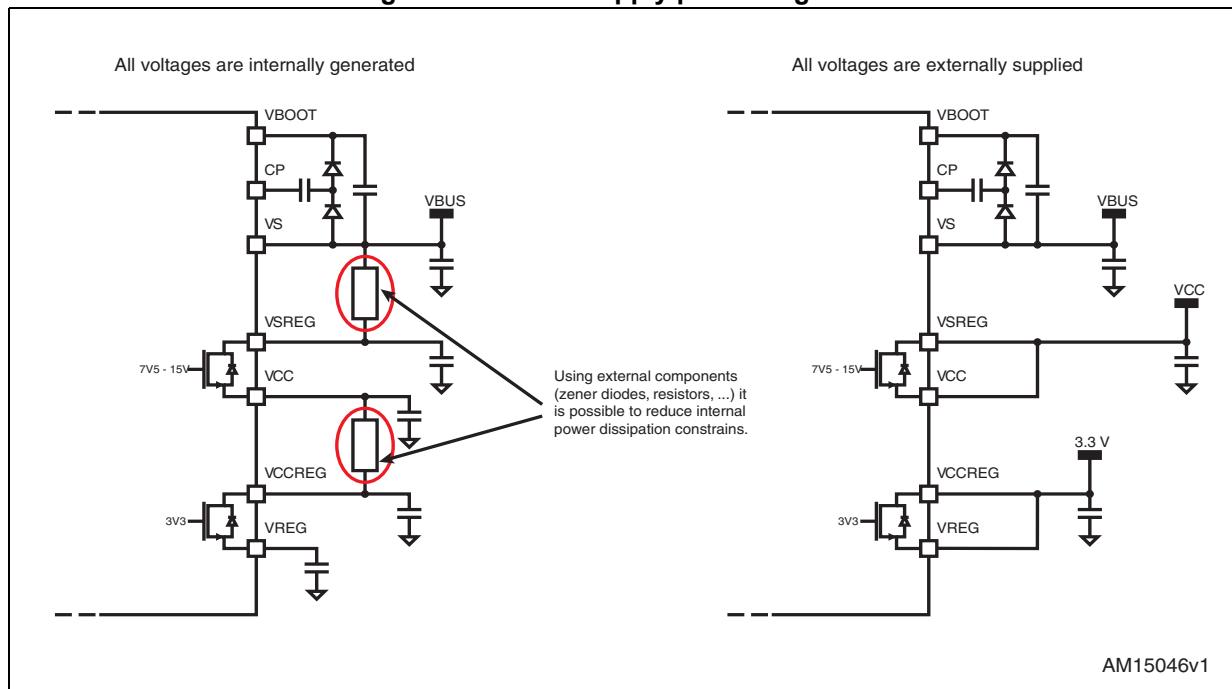 All voltages are internally generated
VBOOT
CP
VS
VBUS
VSREG
7V5 - 15V
VCC
VCCREG
3V3
VREG
Using external components
(zener diodes, resistors, ...) it
is possible to reduce internal
power dissipation constrains.
All voltages are externally supplied
VBOOT
CP
VS
VBUS
VCC
VSREG
7V5 - 15V
VCC
3.3 V
VCCREG
3V3
VREG
AM15046v1